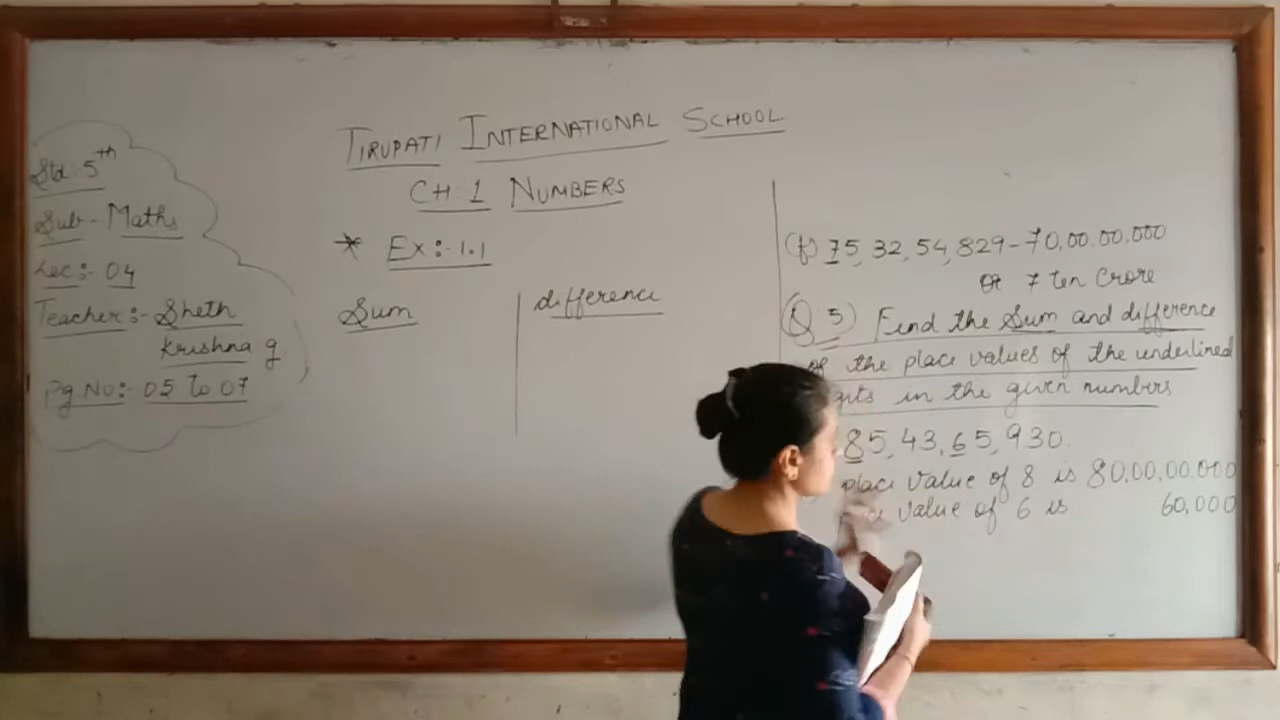 TIRUPATI INTERNATIONAL SCHOOL
CH 1 NUMBERS
* Ex:- 1.1
Std:- 5th
Sub - Maths
Lec:- 04
Teacher:- Sheth
Krishna g
Pg No:- 05 to 07
Sum
difference
(f) 75,32,54,829 - 70,00,00,000
or 7 ten crore
(Q 5) Find the Sum and difference
of the place values of the underlined
gits in the given numbers
85,43,65,930.
place value of 8 is 80,00,00,000
value of 6 is 60,000